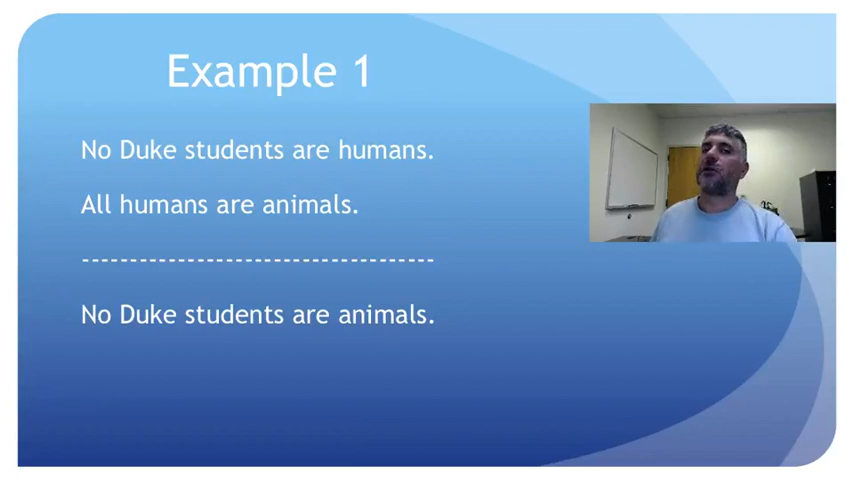 Example 1
No Duke students are humans.
All humans are animals.
-------------------------------------
No Duke students are animals.